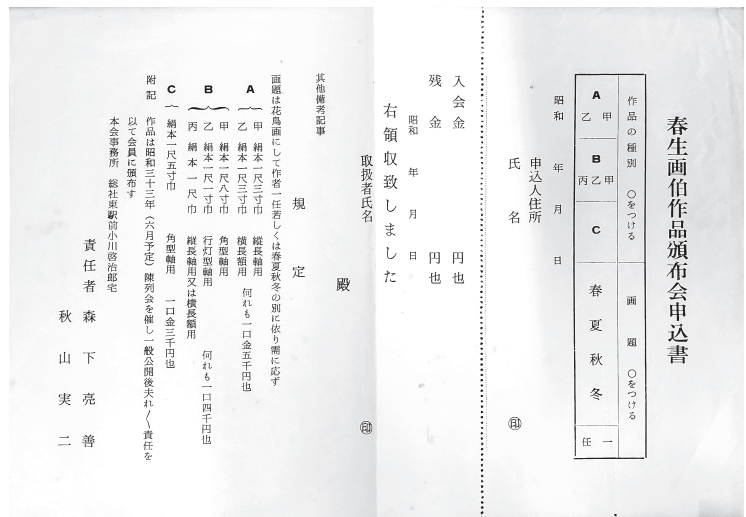 春生画伯作品頒布会申込書
作品の種別 ○をつける 画題 ○をつける
A 甲乙 B 甲乙丙 C 春夏秋冬 一任
昭和 年 月 日
申込人住所
氏名 ㊞
入会金 円也
残金 円也
昭和 年 月 日
右領収致しました
取扱者氏名 ㊞
殿
規定
其他備考記事
画題は花鳥画にして作者一任若しくは春夏秋冬の別に依り需に応ず
A
甲 絹本一尺三寸巾 縦長軸用
乙 絹本一尺三寸巾 横長額用
何れも一口金五千円也
B
甲 絹本一尺八寸巾 角型軸用
乙 絹本一尺一寸巾 行灯型軸用
丙 絹本一尺巾 縦長軸用又は横長額用
何れも一口四千円也
C 絹本一尺五寸巾 角型軸用 一口金三千円也
附記 作品は昭和三十三年(六月予定)陳列会を催し一般公開後夫れ〱責任を
以て会員に頒布す
本会事務所 総社東駅前小川啓治郎宅
責任者 森下亮善
秋山実二